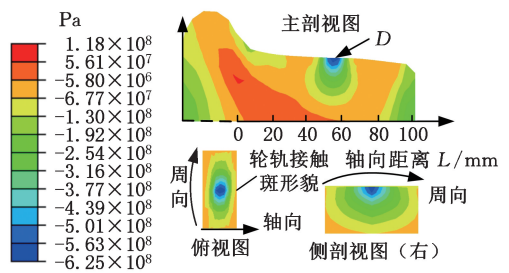 Pa
1.18×10⁸
5.61×10⁷
-5.80×10⁶
-6.77×10⁷
-1.30×10⁸
-1.92×10⁸
-2.54×10⁸
-3.16×10⁸
-3.77×10⁸
-4.39×10⁸
-5.01×10⁸
-5.63×10⁸
-6.25×10⁸
主剖视图
D
0 20 40 60 80 100
轴向距离 L/mm
周向
轮轨接触
斑形貌
轴向
俯视图
周向
侧剖视图（右）